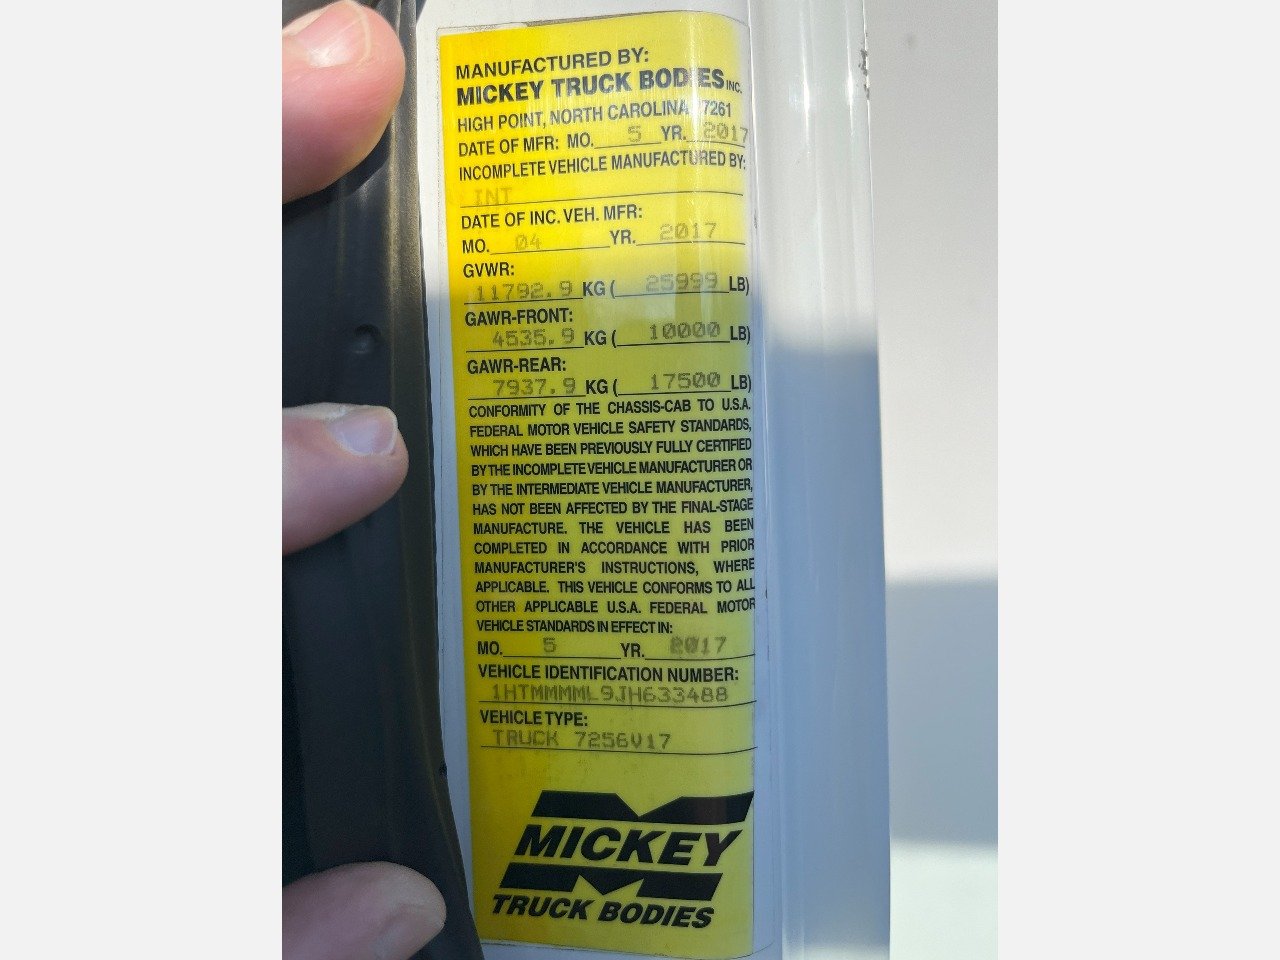 MANUFACTURED BY:
MICKEY TRUCK BODIES INC.
HIGH POINT, NORTH CAROLINA 27261
DATE OF MFR: MO. 5 YR. 2017
INCOMPLETE VEHICLE MANUFACTURED BY:
INT
DATE OF INC. VEH. MFR:
MO. 04 YR. 2017
GVWR:
11792.9 KG ( 25999 LB)
GAWR-FRONT:
4535.9 KG ( 10000 LB)
GAWR-REAR:
7937.9 KG ( 17500 LB)
CONFORMITY OF THE CHASSIS-CAB TO U.S.A.
FEDERAL MOTOR VEHICLE SAFETY STANDARDS,
WHICH HAVE BEEN PREVIOUSLY FULLY CERTIFIED
BY THE INCOMPLETE VEHICLE MANUFACTURER OR
BY THE INTERMEDIATE VEHICLE MANUFACTURER,
HAS NOT BEEN AFFECTED BY THE FINAL-STAGE
MANUFACTURE. THE VEHICLE HAS BEEN
COMPLETED IN ACCORDANCE WITH PRIOR
MANUFACTURER'S INSTRUCTIONS, WHERE
APPLICABLE. THIS VEHICLE CONFORMS TO ALL
OTHER APPLICABLE U.S.A. FEDERAL MOTOR
VEHICLE STANDARDS IN EFFECT IN:
MO. 5 YR. 2017
VEHICLE IDENTIFICATION NUMBER:
1HTMMMML9JH633488
VEHICLE TYPE:
TRUCK 7256V17
MICKEY
TRUCK BODIES